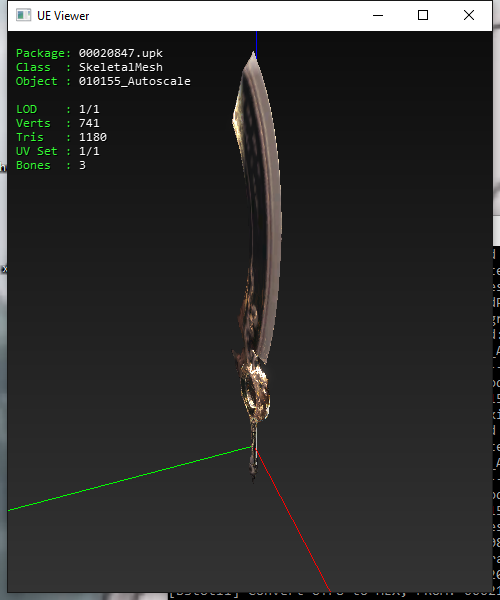 UE Viewer
Package: 00020847.upk
Class  : SkeletalMesh
Object : 010155_Autoscale
LOD    : 1/1
Verts  : 741
Tris   : 1180
UV Set : 1/1
Bones  : 3